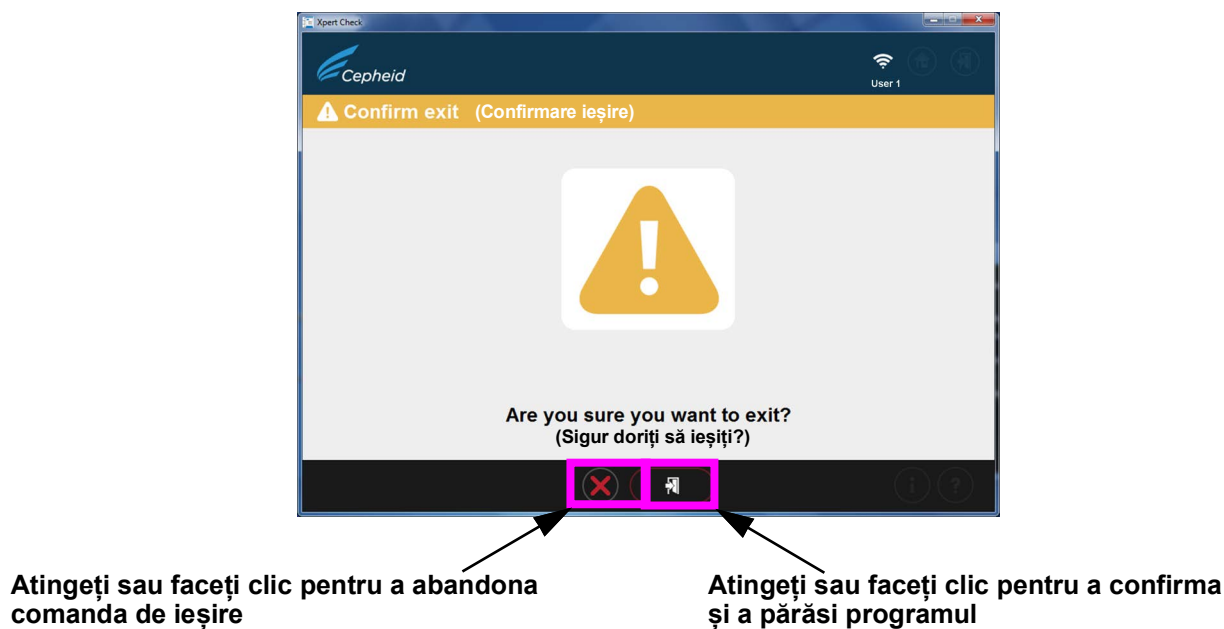 Xpert Check
Cepheid
User 1
Confirm exit (Confirmare ieșire)
Are you sure you want to exit?
(Sigur doriți să ieșiți?)
Atingeți sau faceți clic pentru a abandona
comanda de ieșire
Atingeți sau faceți clic pentru a confirma
și a părăsi programul